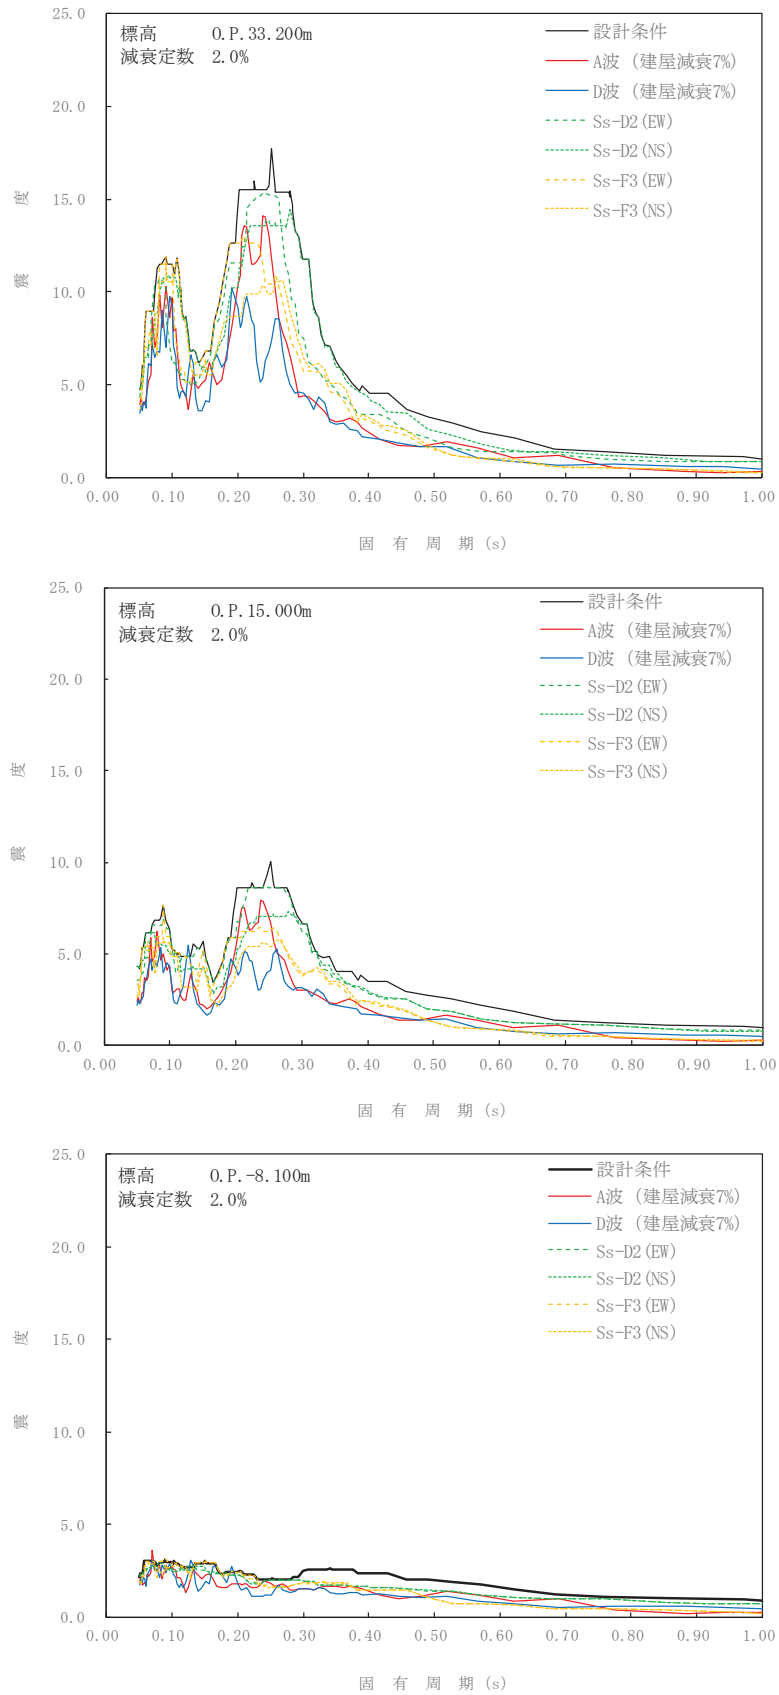 標高 O.P.33.200m
減衰定数 2.0%
設計条件
A波 (建屋減衰7%)
D波 (建屋減衰7%)
Ss-D2(EW)
Ss-D2(NS)
Ss-F3(EW)
Ss-F3(NS)
25.0
20.0
15.0
10.0
5.0
0.0
震 度
0.00 0.10 0.20 0.30 0.40 0.50 0.60 0.70 0.80 0.90 1.00
固 有 周 期 (s)
標高 O.P.15.000m
減衰定数 2.0%
設計条件
A波 (建屋減衰7%)
D波 (建屋減衰7%)
Ss-D2(EW)
Ss-D2(NS)
Ss-F3(EW)
Ss-F3(NS)
25.0
20.0
15.0
10.0
5.0
0.0
震 度
0.00 0.10 0.20 0.30 0.40 0.50 0.60 0.70 0.80 0.90 1.00
固 有 周 期 (s)
標高 O.P.-8.100m
減衰定数 2.0%
設計条件
A波 (建屋減衰7%)
D波 (建屋減衰7%)
Ss-D2(EW)
Ss-D2(NS)
Ss-F3(EW)
Ss-F3(NS)
25.0
20.0
15.0
10.0
5.0
0.0
震 度
0.00 0.10 0.20 0.30 0.40 0.50 0.60 0.70 0.80 0.90 1.00
固 有 周 期 (s)